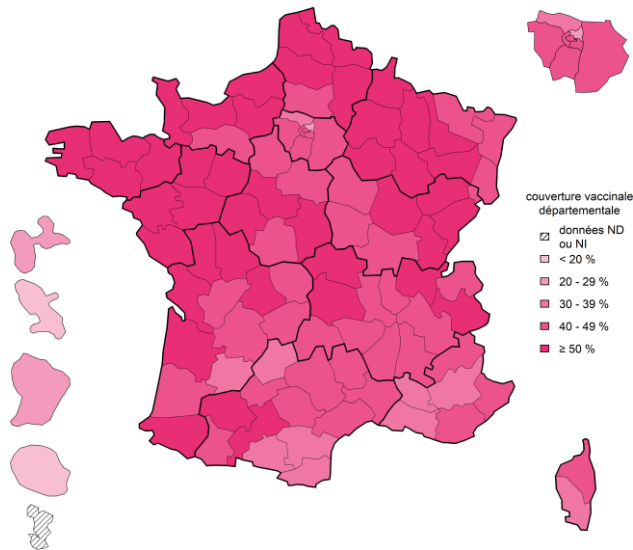 couverture vaccinale
départementale
données ND
ou NI
< 20 %
20 - 29 %
30 - 39 %
40 - 49 %
≥ 50 %